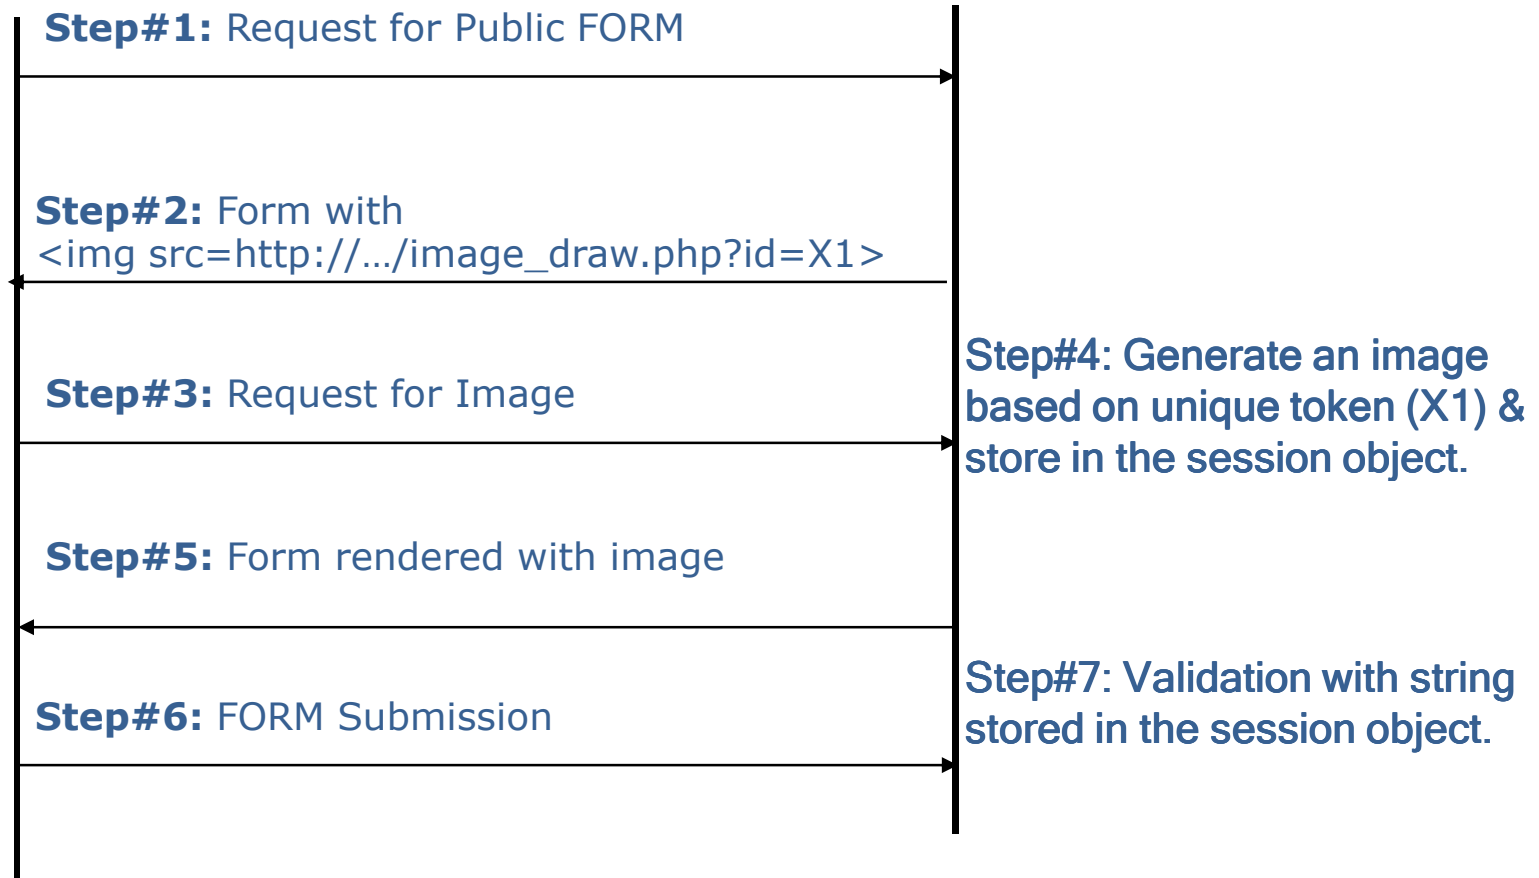 Step#1: Request for Public FORM
Step#2: Form with
<img src=http://…/image_draw.php?id=X1>
Step#3: Request for Image
Step#4: Generate an image
based on unique token (X1) &
store in the session object.
Step#5: Form rendered with image
Step#6: FORM Submission
Step#7: Validation with string
stored in the session object.